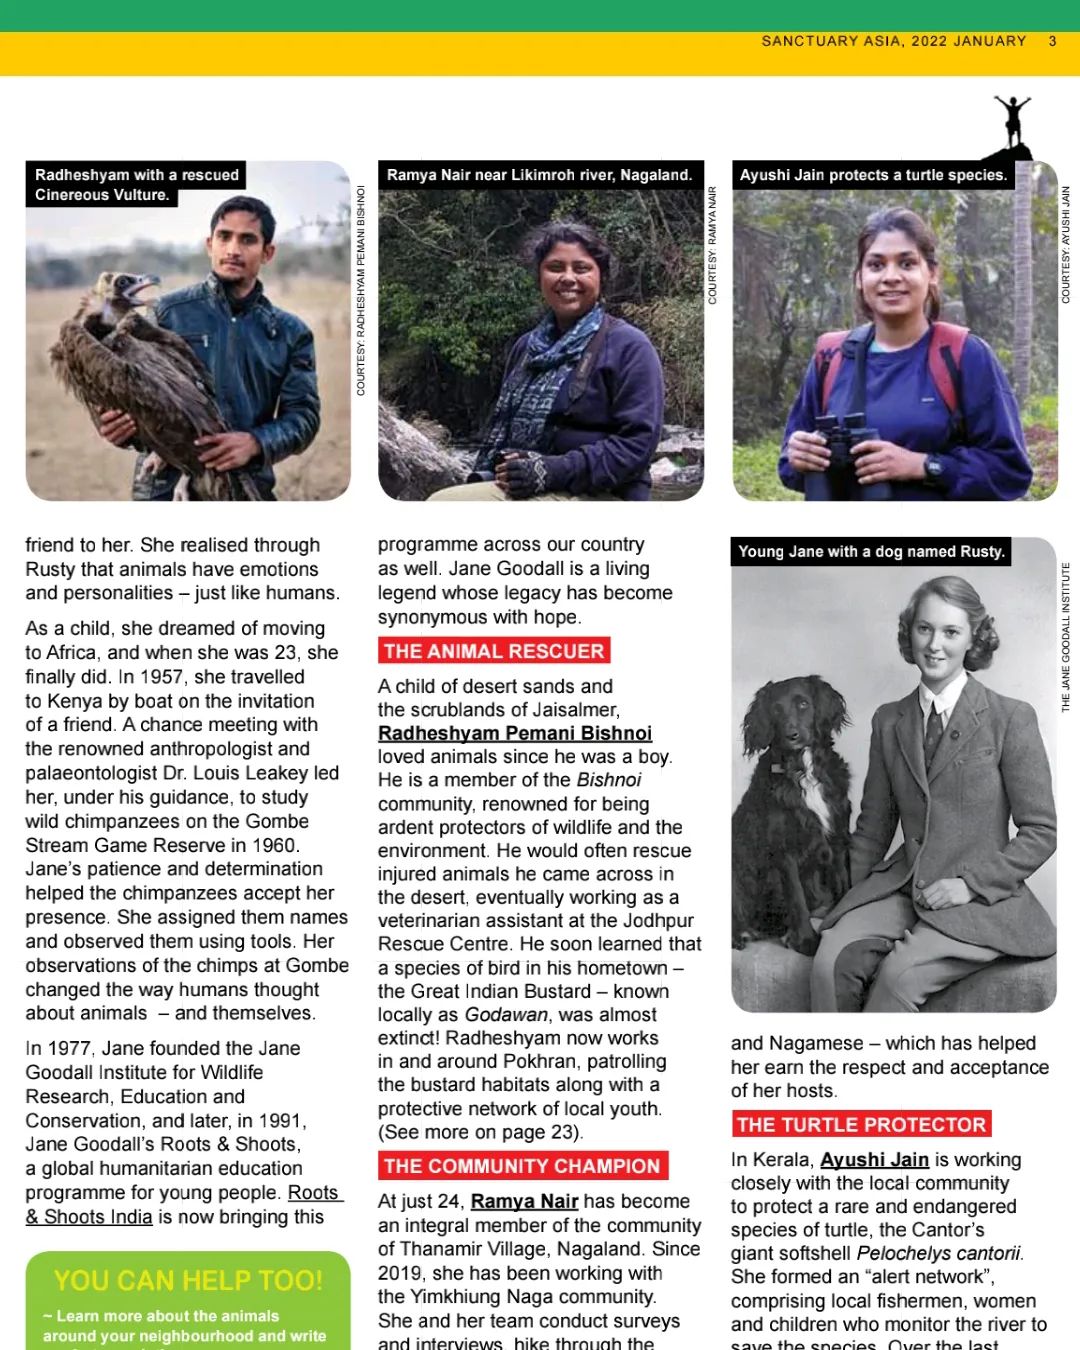 SANCTUARY ASIA, 2022 JANUARY 3
Radheshyam with a rescued
Cinereous Vulture.
COURTESY: RADHESHYAM PEMANI BISHNOI
Ramya Nair near Likimroh river, Nagaland.
COURTESY: RAMYA NAIR
Ayushi Jain protects a turtle species.
COURTESY: AYUSHI JAIN
friend to her. She realised through
Rusty that animals have emotions
and personalities – just like humans.
As a child, she dreamed of moving
to Africa, and when she was 23, she
finally did. In 1957, she travelled
to Kenya by boat on the invitation
of a friend. A chance meeting with
the renowned anthropologist and
palaeontologist Dr. Louis Leakey led
her, under his guidance, to study
wild chimpanzees on the Gombe
Stream Game Reserve in 1960.
Jane's patience and determination
helped the chimpanzees accept her
presence. She assigned them names
and observed them using tools. Her
observations of the chimps at Gombe
changed the way humans thought
about animals – and themselves.
In 1977, Jane founded the Jane
Goodall Institute for Wildlife
Research, Education and
Conservation, and later, in 1991,
Jane Goodall's Roots & Shoots,
a global humanitarian education
programme for young people. Roots
& Shoots India is now bringing this
YOU CAN HELP TOO!
~ Learn more about the animals
around your neighbourhood and write
programme across our country
as well. Jane Goodall is a living
legend whose legacy has become
synonymous with hope.
THE ANIMAL RESCUER
A child of desert sands and
the scrublands of Jaisalmer,
Radheshyam Pemani Bishnoi
loved animals since he was a boy.
He is a member of the Bishnoi
community, renowned for being
ardent protectors of wildlife and the
environment. He would often rescue
injured animals he came across in
the desert, eventually working as a
veterinarian assistant at the Jodhpur
Rescue Centre. He soon learned that
a species of bird in his hometown –
the Great Indian Bustard – known
locally as Godawan, was almost
extinct! Radheshyam now works
in and around Pokhran, patrolling
the bustard habitats along with a
protective network of local youth.
(See more on page 23).
THE COMMUNITY CHAMPION
At just 24, Ramya Nair has become
an integral member of the community
of Thanamir Village, Nagaland. Since
2019, she has been working with
the Yimkhiung Naga community.
She and her team conduct surveys
and interviews, hike through the
Young Jane with a dog named Rusty.
THE JANE GOODALL INSTITUTE
and Nagamese – which has helped
her earn the respect and acceptance
of her hosts.
THE TURTLE PROTECTOR
In Kerala, Ayushi Jain is working
closely with the local community
to protect a rare and endangered
species of turtle, the Cantor's
giant softshell Pelochelys cantorii.
She formed an “alert network”,
comprising local fishermen, women
and children who monitor the river to
save the species. Over the last